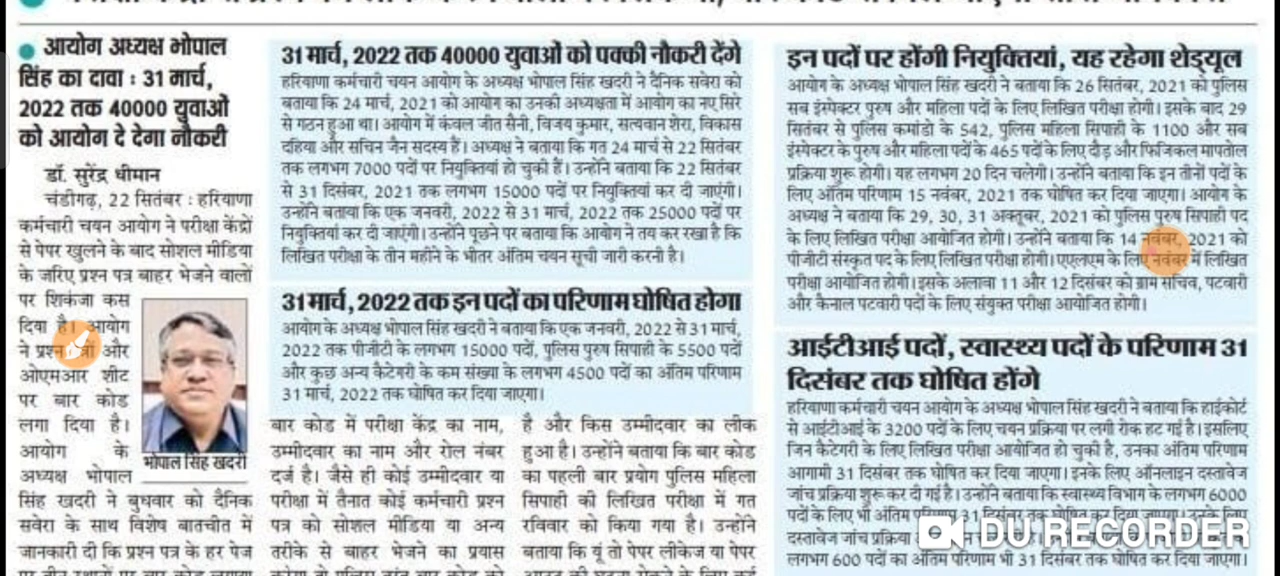 आयोग अध्यक्ष भोपाल
सिंह का दावा : 31 मार्च,
2022 तक 40000 युवाओं
को आयोग दे देगा नौकरी
डॉ. सुरेंद्र धीमान
चंडीगढ़, 22 सितंबर : हरियाणा
कर्मचारी चयन आयोग ने परीक्षा केंद्रों
से पेपर खुलने के बाद सोशल मीडिया
के जरिए प्रश्न पत्र बाहर भेजने वालों
पर शिकंजा कस
दिया है। आयोग
ने प्रश्न और
ओएमआर शीट
पर बार कोड
लगा दिया है।
आयोग के
अध्यक्ष भोपाल
सिंह खदरी ने बुधवार को दैनिक
सवेरा के साथ विशेष बातचीत में
जानकारी दी कि प्रश्न पत्र के हर पेज
भोपाल सिंह खदरी
31 मार्च, 2022 तक 40000 युवाओं को पक्की नौकरी देंगे
हरियाणा कर्मचारी चयन आयोग के अध्यक्ष भोपाल सिंह खदरी ने दैनिक सवेरा को
बताया कि 24 मार्च, 2021 को आयोग का उनकी अध्यक्षता में आयोग का नए सिरे
से गठन हुआ था। आयोग में कंवल जीत सैनी, विजय कुमार, सत्यवान शेरा, विकास
दहिया और सचिन जैन सदस्य हैं। अध्यक्ष ने बताया कि गत 24 मार्च से 22 सितंबर
तक लगभग 7000 पदों पर नियुक्तियां हो चुकी हैं। उन्होंने बताया कि 22 सितंबर
से 31 दिसंबर, 2021 तक लगभग 15000 पदों पर नियुक्तियां कर दी जाएंगी।
उन्होंने बताया कि एक जनवरी, 2022 से 31 मार्च, 2022 तक 25000 पदों पर
नियुक्तियां कर दी जाएंगी। उन्होंने पूछने पर बताया कि आयोग ने तय कर रखा है कि
लिखित परीक्षा के तीन महीने के भीतर अंतिम चयन सूची जारी करनी है।
31 मार्च, 2022 तक इन पदों का परिणाम घोषित होगा
आयोग के अध्यक्ष भोपाल सिंह खदरी ने बताया कि एक जनवरी, 2022 से 31 मार्च,
2022 तक पीजीटी के लगभग 15000 पदों, पुलिस पुरुष सिपाही के 5500 पदों
और कुछ अन्य कैटेगरी के कम संख्या के लगभग 4500 पदों का अंतिम परिणाम
31 मार्च, 2022 तक घोषित कर दिया जाएगा।
बार कोड में परीक्षा केंद्र का नाम,
उम्मीदवार का नाम और रोल नंबर
दर्ज है। जैसे ही कोई उम्मीदवार या
परीक्षा में तैनात कोई कर्मचारी प्रश्न
पत्र को सोशल मीडिया या अन्य
तरीके से बाहर भेजने का प्रयास
है और किस उम्मीदवार का लीक
हुआ है। उन्होंने बताया कि बार कोड
का पहली बार प्रयोग पुलिस महिला
सिपाही की लिखित परीक्षा में गत
रविवार को किया गया है। उन्होंने
बताया कि यूं तो पेपर लीकेज या पेपर
इन पदों पर होंगी नियुक्तियां, यह रहेगा शेड्यूल
आयोग के अध्यक्ष भोपाल सिंह खदरी ने बताया कि 26 सितंबर, 2021 को पुलिस
सब इंस्पेक्टर पुरुष और महिला पदों के लिए लिखित परीक्षा होगी। इसके बाद 29
सितंबर से पुलिस कमांडो के 542, पुलिस महिला सिपाही के 1100 और सब
इंस्पेक्टर के पुरुष और महिला पदों के 465 पदों के लिए दौड़ और फिजिकल मापतोल
प्रक्रिया शुरू होगी। यह लगभग 20 दिन चलेगी। उन्होंने बताया कि इन तीनों पदों के
लिए अंतिम परिणाम 15 नवंबर, 2021 तक घोषित कर दिया जाएगा। आयोग के
अध्यक्ष ने बताया कि 29, 30, 31 अक्तूबर, 2021 को पुलिस पुरुष सिपाही पद
के लिए लिखित परीक्षा आयोजित होगी। उन्होंने बताया कि 14 नवंबर, 2021 को
पीजीटी संस्कृत पद के लिए लिखित परीक्षा होगी। एएलएम के लिए नवंबर में लिखित
परीक्षा आयोजित होगी। इसके अलावा 11 और 12 दिसंबर को ग्राम सचिव, पटवारी
और कैनाल पटवारी पदों के लिए संयुक्त परीक्षा आयोजित होगी।
आईटीआई पदों, स्वास्थ्य पदों के परिणाम 31
दिसंबर तक घोषित होंगे
हरियाणा कर्मचारी चयन आयोग के अध्यक्ष भोपाल सिंह खदरी ने बताया कि हाईकोर्ट
से आईटीआई के 3200 पदों के लिए चयन प्रक्रिया पर लगी रोक हट गई है। इसलिए
जिन कैटेगरी के लिए लिखित परीक्षा आयोजित हो चुकी है, उनका अंतिम परिणाम
आगामी 31 दिसंबर तक घोषित कर दिया जाएगा। इनके लिए ऑनलाइन दस्तावेज
जांच प्रक्रिया शुरू कर दी गई है। उन्होंने बताया कि स्वास्थ्य विभाग के लगभग 6000
पदों के लिए भी अंतिम परिणाम 31 दिसंबर तक घोषित कर दिया जाएगा। उनके लिए
दस्तावेज जांच प्रक्रिया
लगभग 600 पदों का अंतिम परिणाम भी 31 दिसंबर तक घोषित कर दिया जाएगा।
DU RECORDER